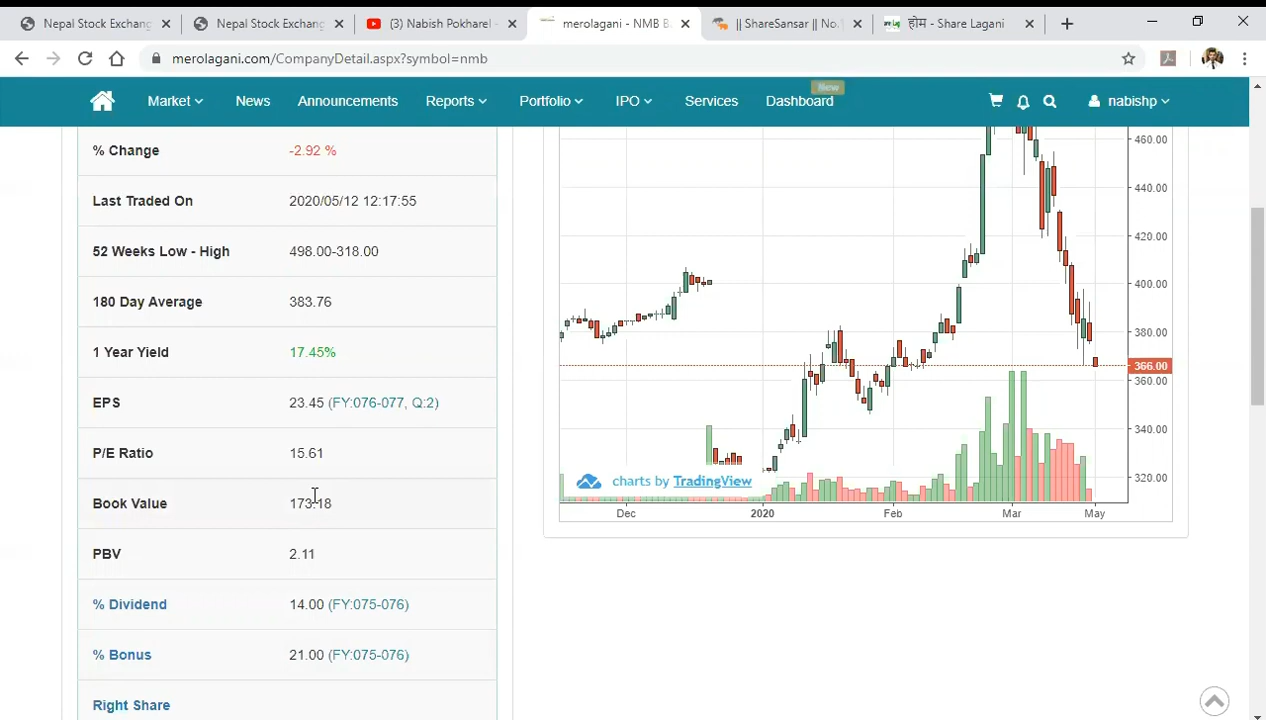 Nepal Stock Exchang
Nepal Stock Exchang
(3) Nabish Pokharel -
merolagani - NMB B
|| ShareSansar || No.
होम - Share Lagani
merolagani.com/CompanyDetail.aspx?symbol=nmb
New
Market
News
Announcements
Reports
Portfolio
IPO
Services
Dashboard
nabishp
% Change -2.92 %
Last Traded On 2020/05/12 12:17:55
52 Weeks Low - High 498.00-318.00
180 Day Average 383.76
1 Year Yield 17.45%
EPS 23.45 (FY:076-077, Q:2)
P/E Ratio 15.61
Book Value 173.18
PBV 2.11
% Dividend 14.00 (FY:075-076)
% Bonus 21.00 (FY:075-076)
Right Share
460.00
440.00
420.00
400.00
380.00
366.00
360.00
340.00
320.00
charts by TradingView
Dec 2020 Feb Mar May